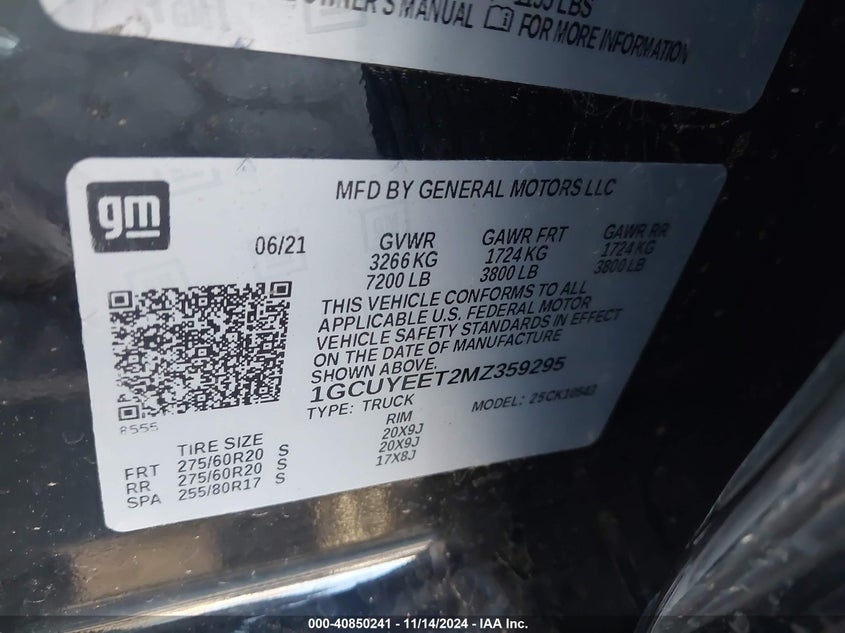 1155 LBS
OWNER'S MANUAL FOR MORE INFORMATION
gm
MFD BY GENERAL MOTORS LLC
06/21 GVWR GAWR FRT GAWR RR
3266 KG 1724 KG 1724 KG
7200 LB 3800 LB 3800 LB
THIS VEHICLE CONFORMS TO ALL
APPLICABLE U.S. FEDERAL MOTOR
VEHICLE SAFETY STANDARDS IN EFFECT
ON THE DATE OF MANUFACTURE
SHOWN ABOVE.
1GCUYEET2MZ359295
TYPE: TRUCK MODEL: 25CK10543
8555
TIRE SIZE RIM
FRT 275/60R20 S 20X9J
RR 275/60R20 S 20X9J
SPA 255/80R17 S 17X8J
000-40850241 - 11/14/2024 - IAA Inc.